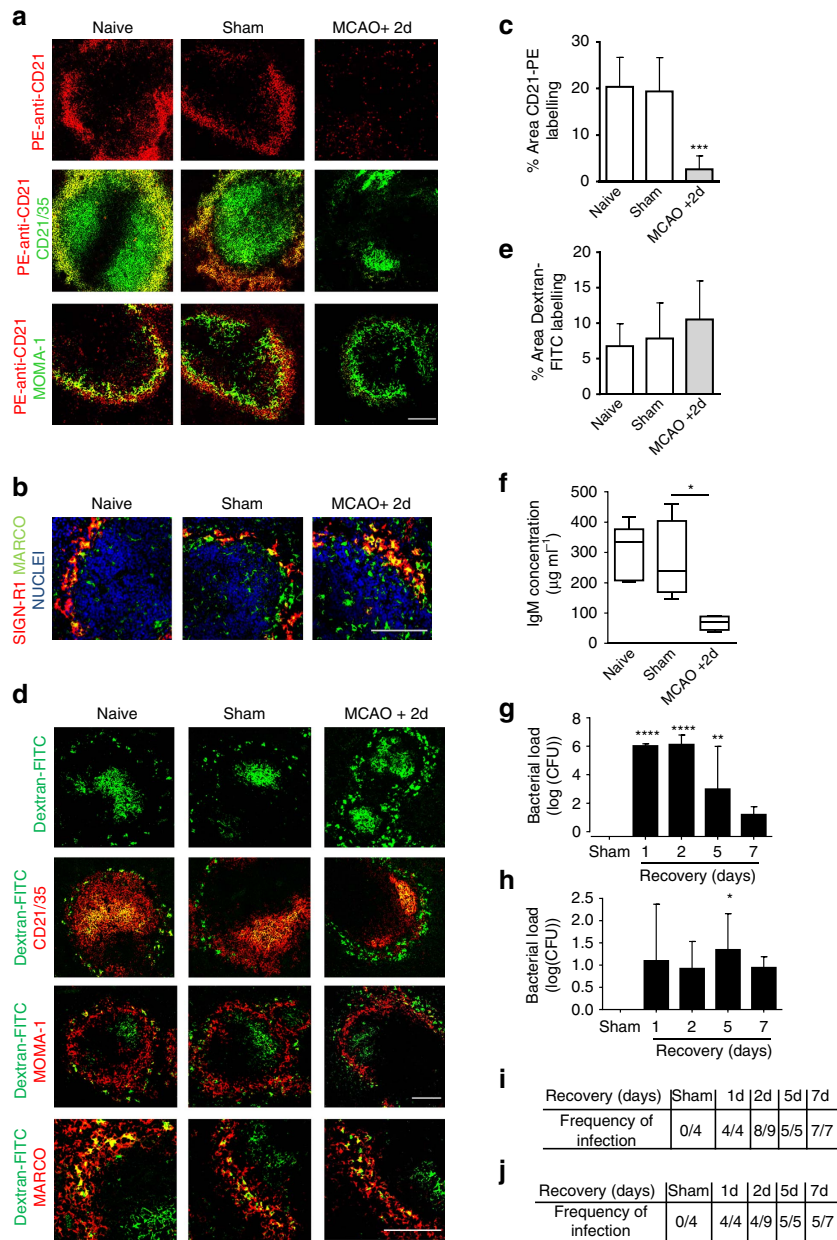 a
Naive Sham MCAO+ 2d
PE-anti-CD21
PE-anti-CD21
CD21/35
PE-anti-CD21
MOMA-1
b
Naive Sham MCAO+ 2d
SIGN-R1 MARCO
NUCLEI
d
Naive Sham MCAO + 2d
Dextran-FITC
Dextran-FITC
CD21/35
Dextran-FITC
MOMA-1
Dextran-FITC
MARCO
c
% Area CD21-PE
labelling
30
20
10
0
***
Naive Sham MCAO +2d
e
% Area Dextran-
FITC labelling
20
15
10
5
0
Naive Sham MCAO +2d
f
IgM concentration
(µg ml⁻¹)
500
400
300
200
100
0
*
Naive Sham MCAO +2d
g
Bacterial load
(log (CFU))
8
6
4
2
0
**** **** **
Sham 1 2 5 7
Recovery (days)
h
Bacterial load
(log(CFU))
2.5
2.0
1.5
1.0
0.5
0.0
*
Sham 1 2 5 7
Recovery (days)
i
Recovery (days) Sham 1d 2d 5d 7d
Frequency of
infection 0/4 4/4 8/9 5/5 7/7
j
Recovery (days) Sham 1d 2d 5d 7d
Frequency of
infection 0/4 4/4 4/9 5/5 5/7